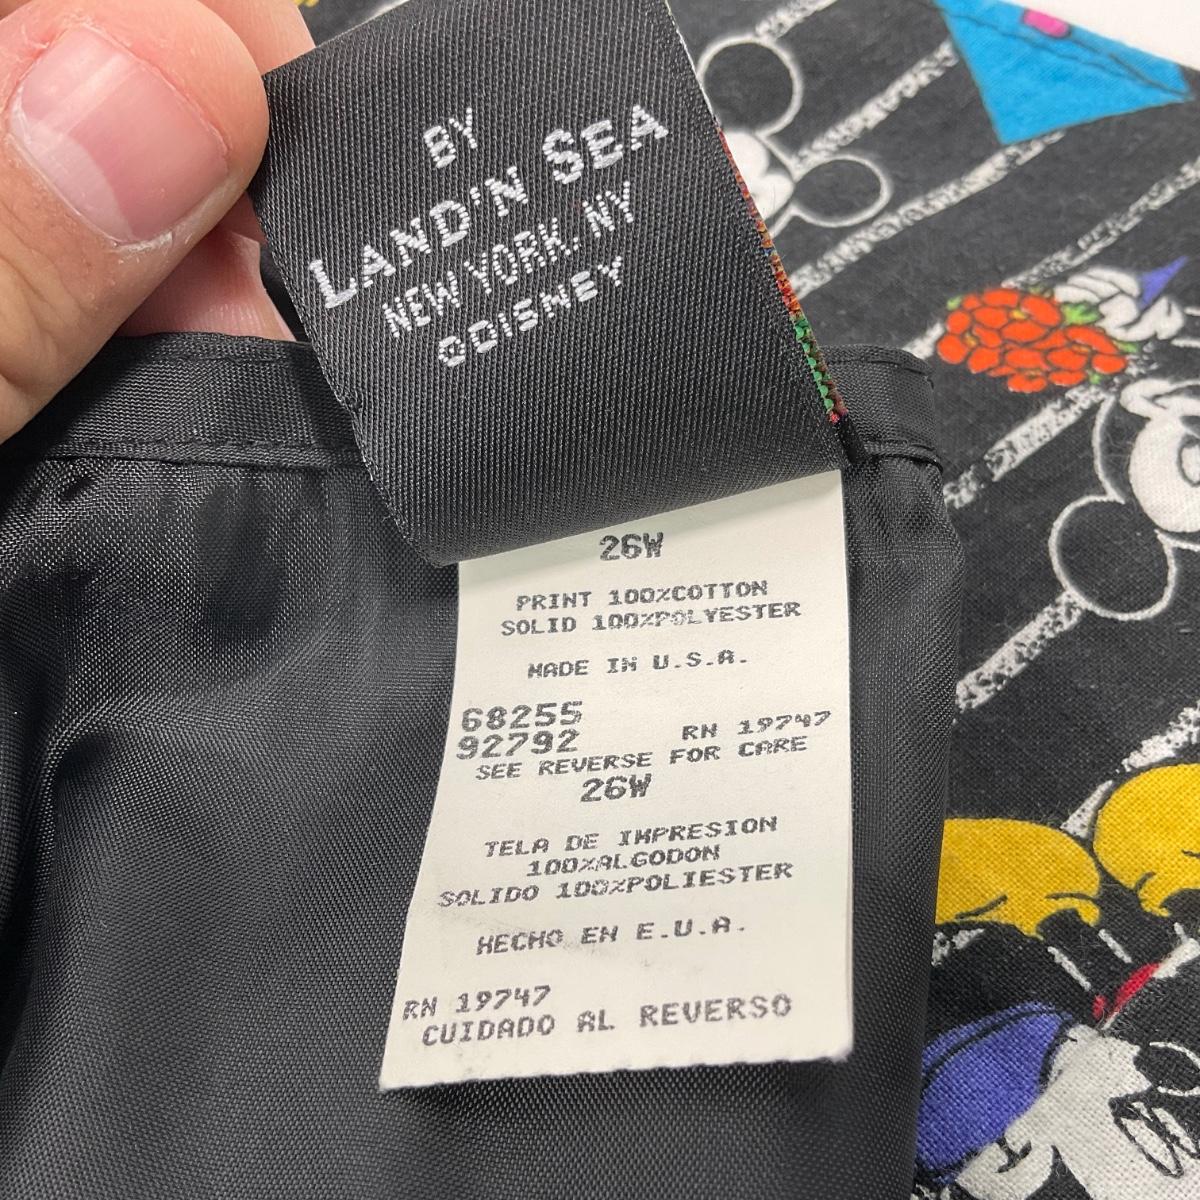 BY
LAND'N SEA
NEW YORK, NY
©DISNEY
26W
PRINT 100%COTTON
SOLID 100%POLYESTER
MADE IN U.S.A.
68255
92792 RN 19747
SEE REVERSE FOR CARE
26W
TELA DE IMPRESION
100%ALGODON
SOLIDO 100%POLIESTER
HECHO EN E.U.A.
RN 19747
CUIDADO AL REVERSO